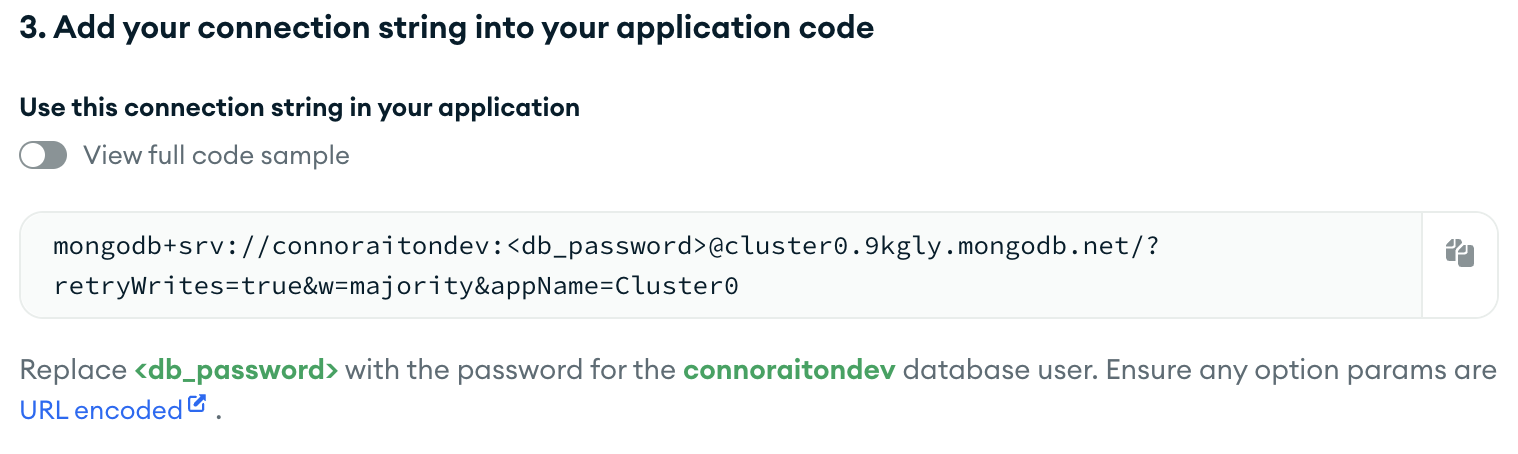 3. Add your connection string into your application code
Use this connection string in your application
View full code sample
mongodb+srv://connoraitondev:<db_password>@cluster0.9kgly.mongodb.net/?
retryWrites=true&w=majority&appName=Cluster0
Replace <db_password> with the password for the connoraitondev database user. Ensure any option params are
URL encoded .